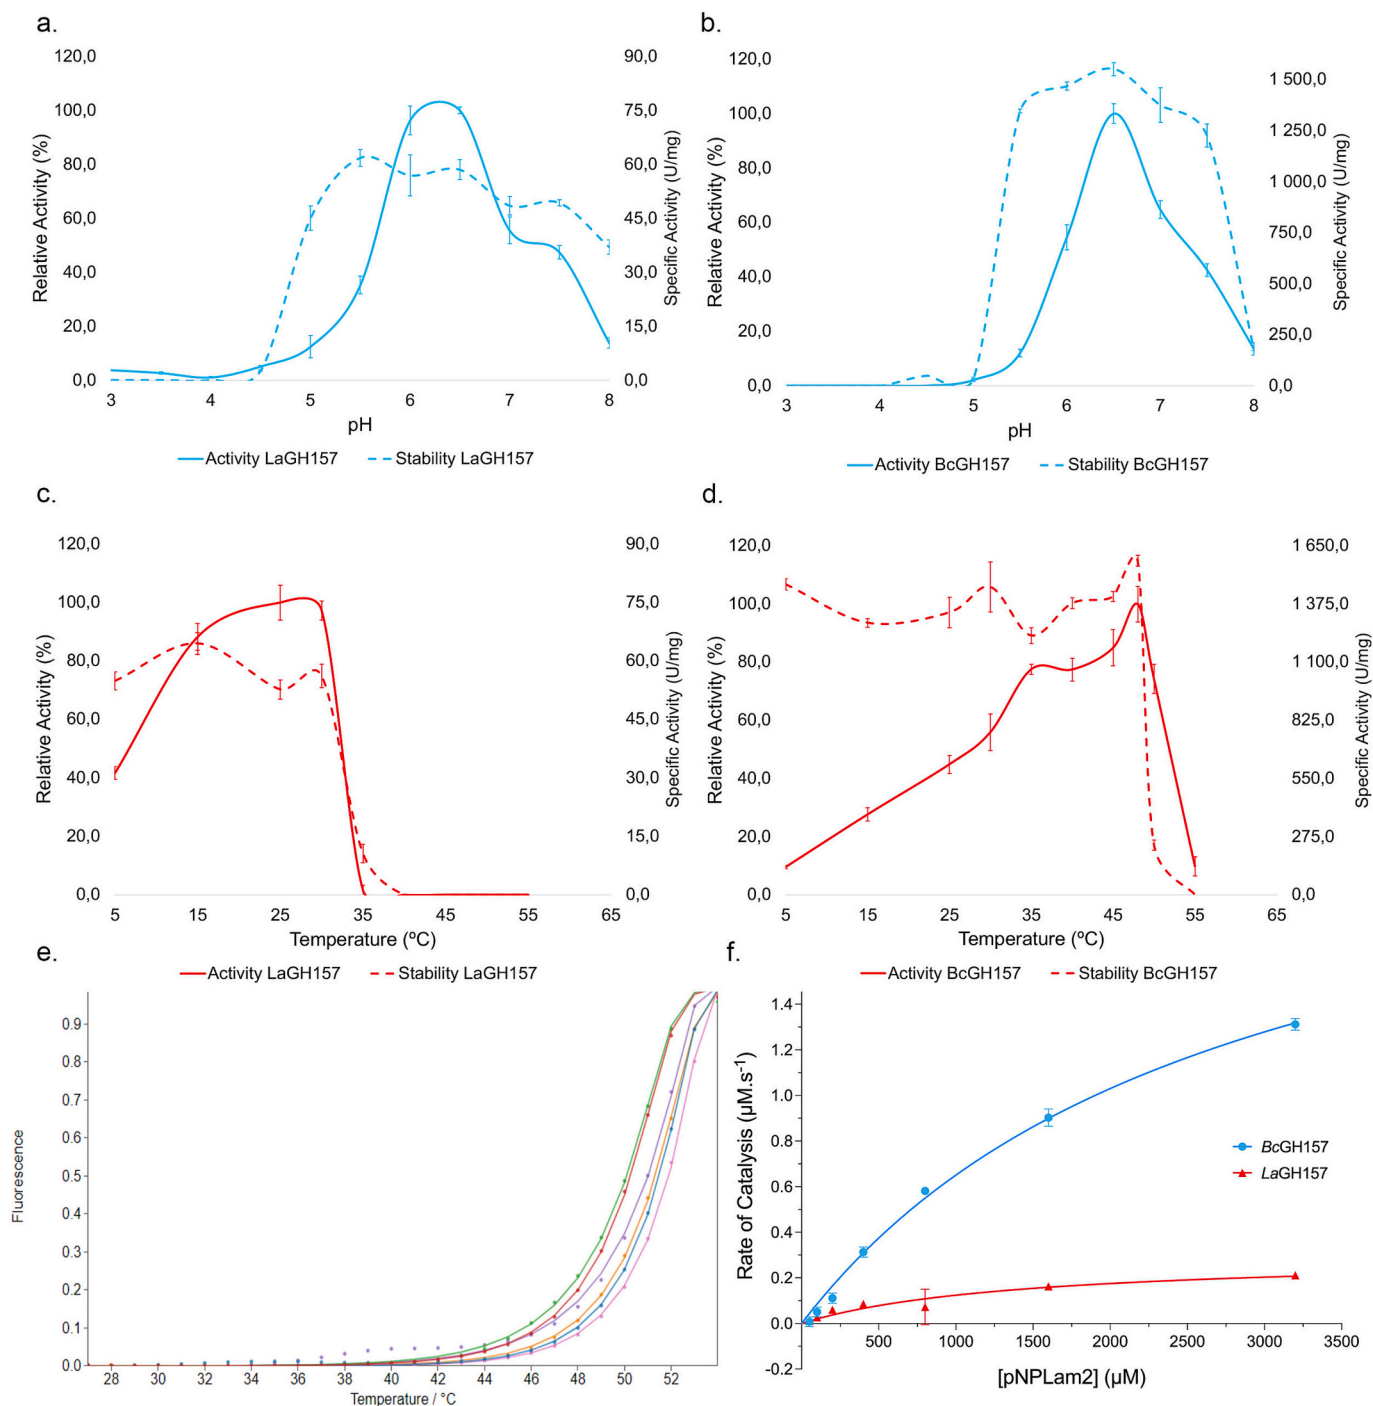 a.
120,0
100,0
80,0
60,0
40,0
20,0
0,0
Relative Activity (%)
90,0
75,0
60,0
45,0
30,0
15,0
0,0
Specific Activity (U/mg)
3 4 5 6 7 8
pH
Activity LaGH157 Stability LaGH157
b.
120,0
100,0
80,0
60,0
40,0
20,0
0,0
Relative Activity (%)
1 500,0
1 250,0
1 000,0
750,0
500,0
250,0
0,0
Specific Activity (U/mg)
3 4 5 6 7 8
pH
Activity BcGH157 Stability BcGH157
c.
120,0
100,0
80,0
60,0
40,0
20,0
0,0
Relative Activity (%)
90,0
75,0
60,0
45,0
30,0
15,0
0,0
Specific Activity (U/mg)
5 15 25 35 45 55 65
Temperature (ºC)
Activity LaGH157 Stability LaGH157
d.
120,0
100,0
80,0
60,0
40,0
20,0
0,0
Relative Activity (%)
1 650,0
1 375,0
1 100,0
825,0
550,0
275,0
0,0
Specific Activity (U/mg)
5 15 25 35 45 55 65
Temperature (ºC)
Activity BcGH157 Stability BcGH157
e.
0.9
0.8
0.7
0.6
0.5
0.4
0.3
0.2
0.1
0.0
Fluorescence
28 30 32 34 36 38 40 42 44 46 48 50 52
Temperature / °C
f.
1.4
1.2
1.0
0.8
0.6
0.4
0.2
0.0
-0.2
Rate of Catalysis (µM.s⁻¹)
500 1000 1500 2000 2500 3000 3500
[pNPLam2] (µM)
BcGH157
LaGH157